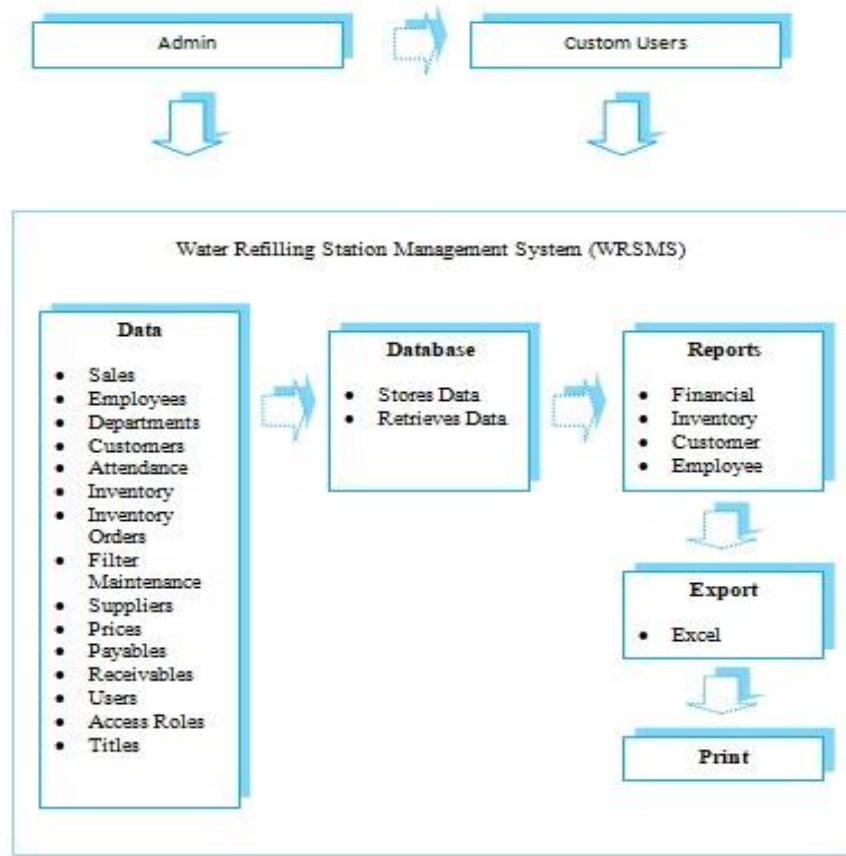 Admin
Custom Users
Water Refilling Station Management System (WRSMS)
Data
• Sales
• Employees
• Departments
• Customers
• Attendance
• Inventory
• Inventory
Orders
• Filter
Maintenance
• Suppliers
• Prices
• Payables
• Receivables
• Users
• Access Roles
• Titles
Database
• Stores Data
• Retrieves Data
Reports
• Financial
• Inventory
• Customer
• Employee
Export
• Excel
Print